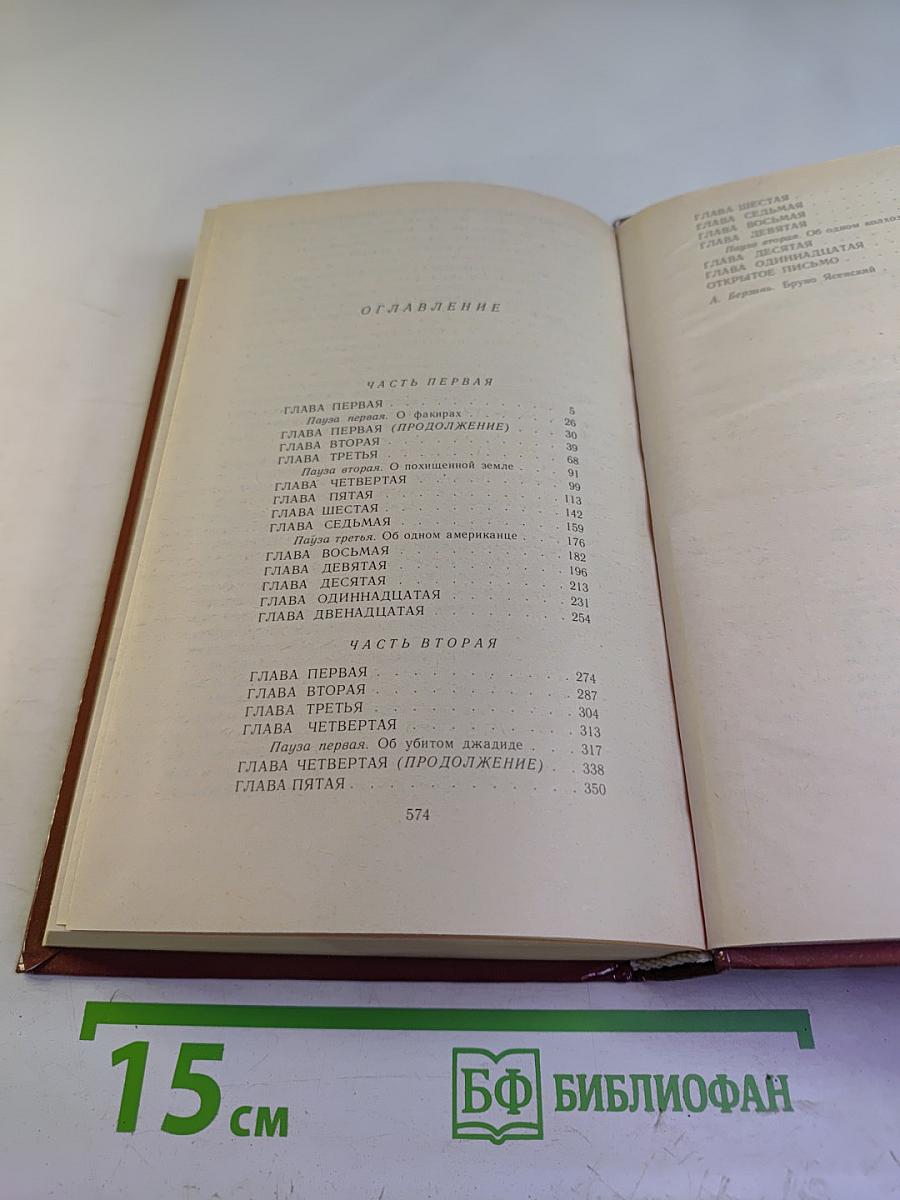 ОГЛАВЛЕНИЕ
ЧАСТЬ ПЕРВАЯ
ГЛАВА ПЕРВАЯ . . . . . . . . . . . 5
Пауза первая. О факирах . . . . . . 26
ГЛАВА ПЕРВАЯ (ПРОДОЛЖЕНИЕ) . . . 30
ГЛАВА ВТОРАЯ . . . . . . . . . . . 39
ГЛАВА ТРЕТЬЯ . . . . . . . . . . . 68
Пауза вторая. О похищенной земле . . . 91
ГЛАВА ЧЕТВЕРТАЯ . . . . . . . . . 99
ГЛАВА ПЯТАЯ . . . . . . . . . . . 113
ГЛАВА ШЕСТАЯ . . . . . . . . . . . 142
ГЛАВА СЕДЬМАЯ . . . . . . . . . . 159
Пауза третья. Об одном американце . . . 176
ГЛАВА ВОСЬМАЯ . . . . . . . . . . 182
ГЛАВА ДЕВЯТАЯ . . . . . . . . . . 196
ГЛАВА ДЕСЯТАЯ . . . . . . . . . . 213
ГЛАВА ОДИННАДЦАТАЯ . . . . . . . 231
ГЛАВА ДВЕНАДЦАТАЯ . . . . . . . . 254
ЧАСТЬ ВТОРАЯ
ГЛАВА ПЕРВАЯ . . . . . . . . . . . 274
ГЛАВА ВТОРАЯ . . . . . . . . . . . 287
ГЛАВА ТРЕТЬЯ . . . . . . . . . . . 304
ГЛАВА ЧЕТВЕРТАЯ . . . . . . . . . 313
Пауза первая. Об убитом джадиде . . . 317
ГЛАВА ЧЕТВЕРТАЯ (ПРОДОЛЖЕНИЕ) . . 338
ГЛАВА ПЯТАЯ . . . . . . . . . . . 350
574
ГЛАВА ШЕСТАЯ
ГЛАВА СЕДЬМАЯ
ГЛАВА ВОСЬМАЯ
ГЛАВА ДЕВЯТАЯ
Пауза вторая. Об одном колхоз
ГЛАВА ДЕСЯТАЯ
ГЛАВА ОДИННАДЦАТАЯ
ОТКРЫТОЕ ПИСЬМО
А. Берзинь. Бруно Ясенский
15 см
БФ БИБЛИОФАН